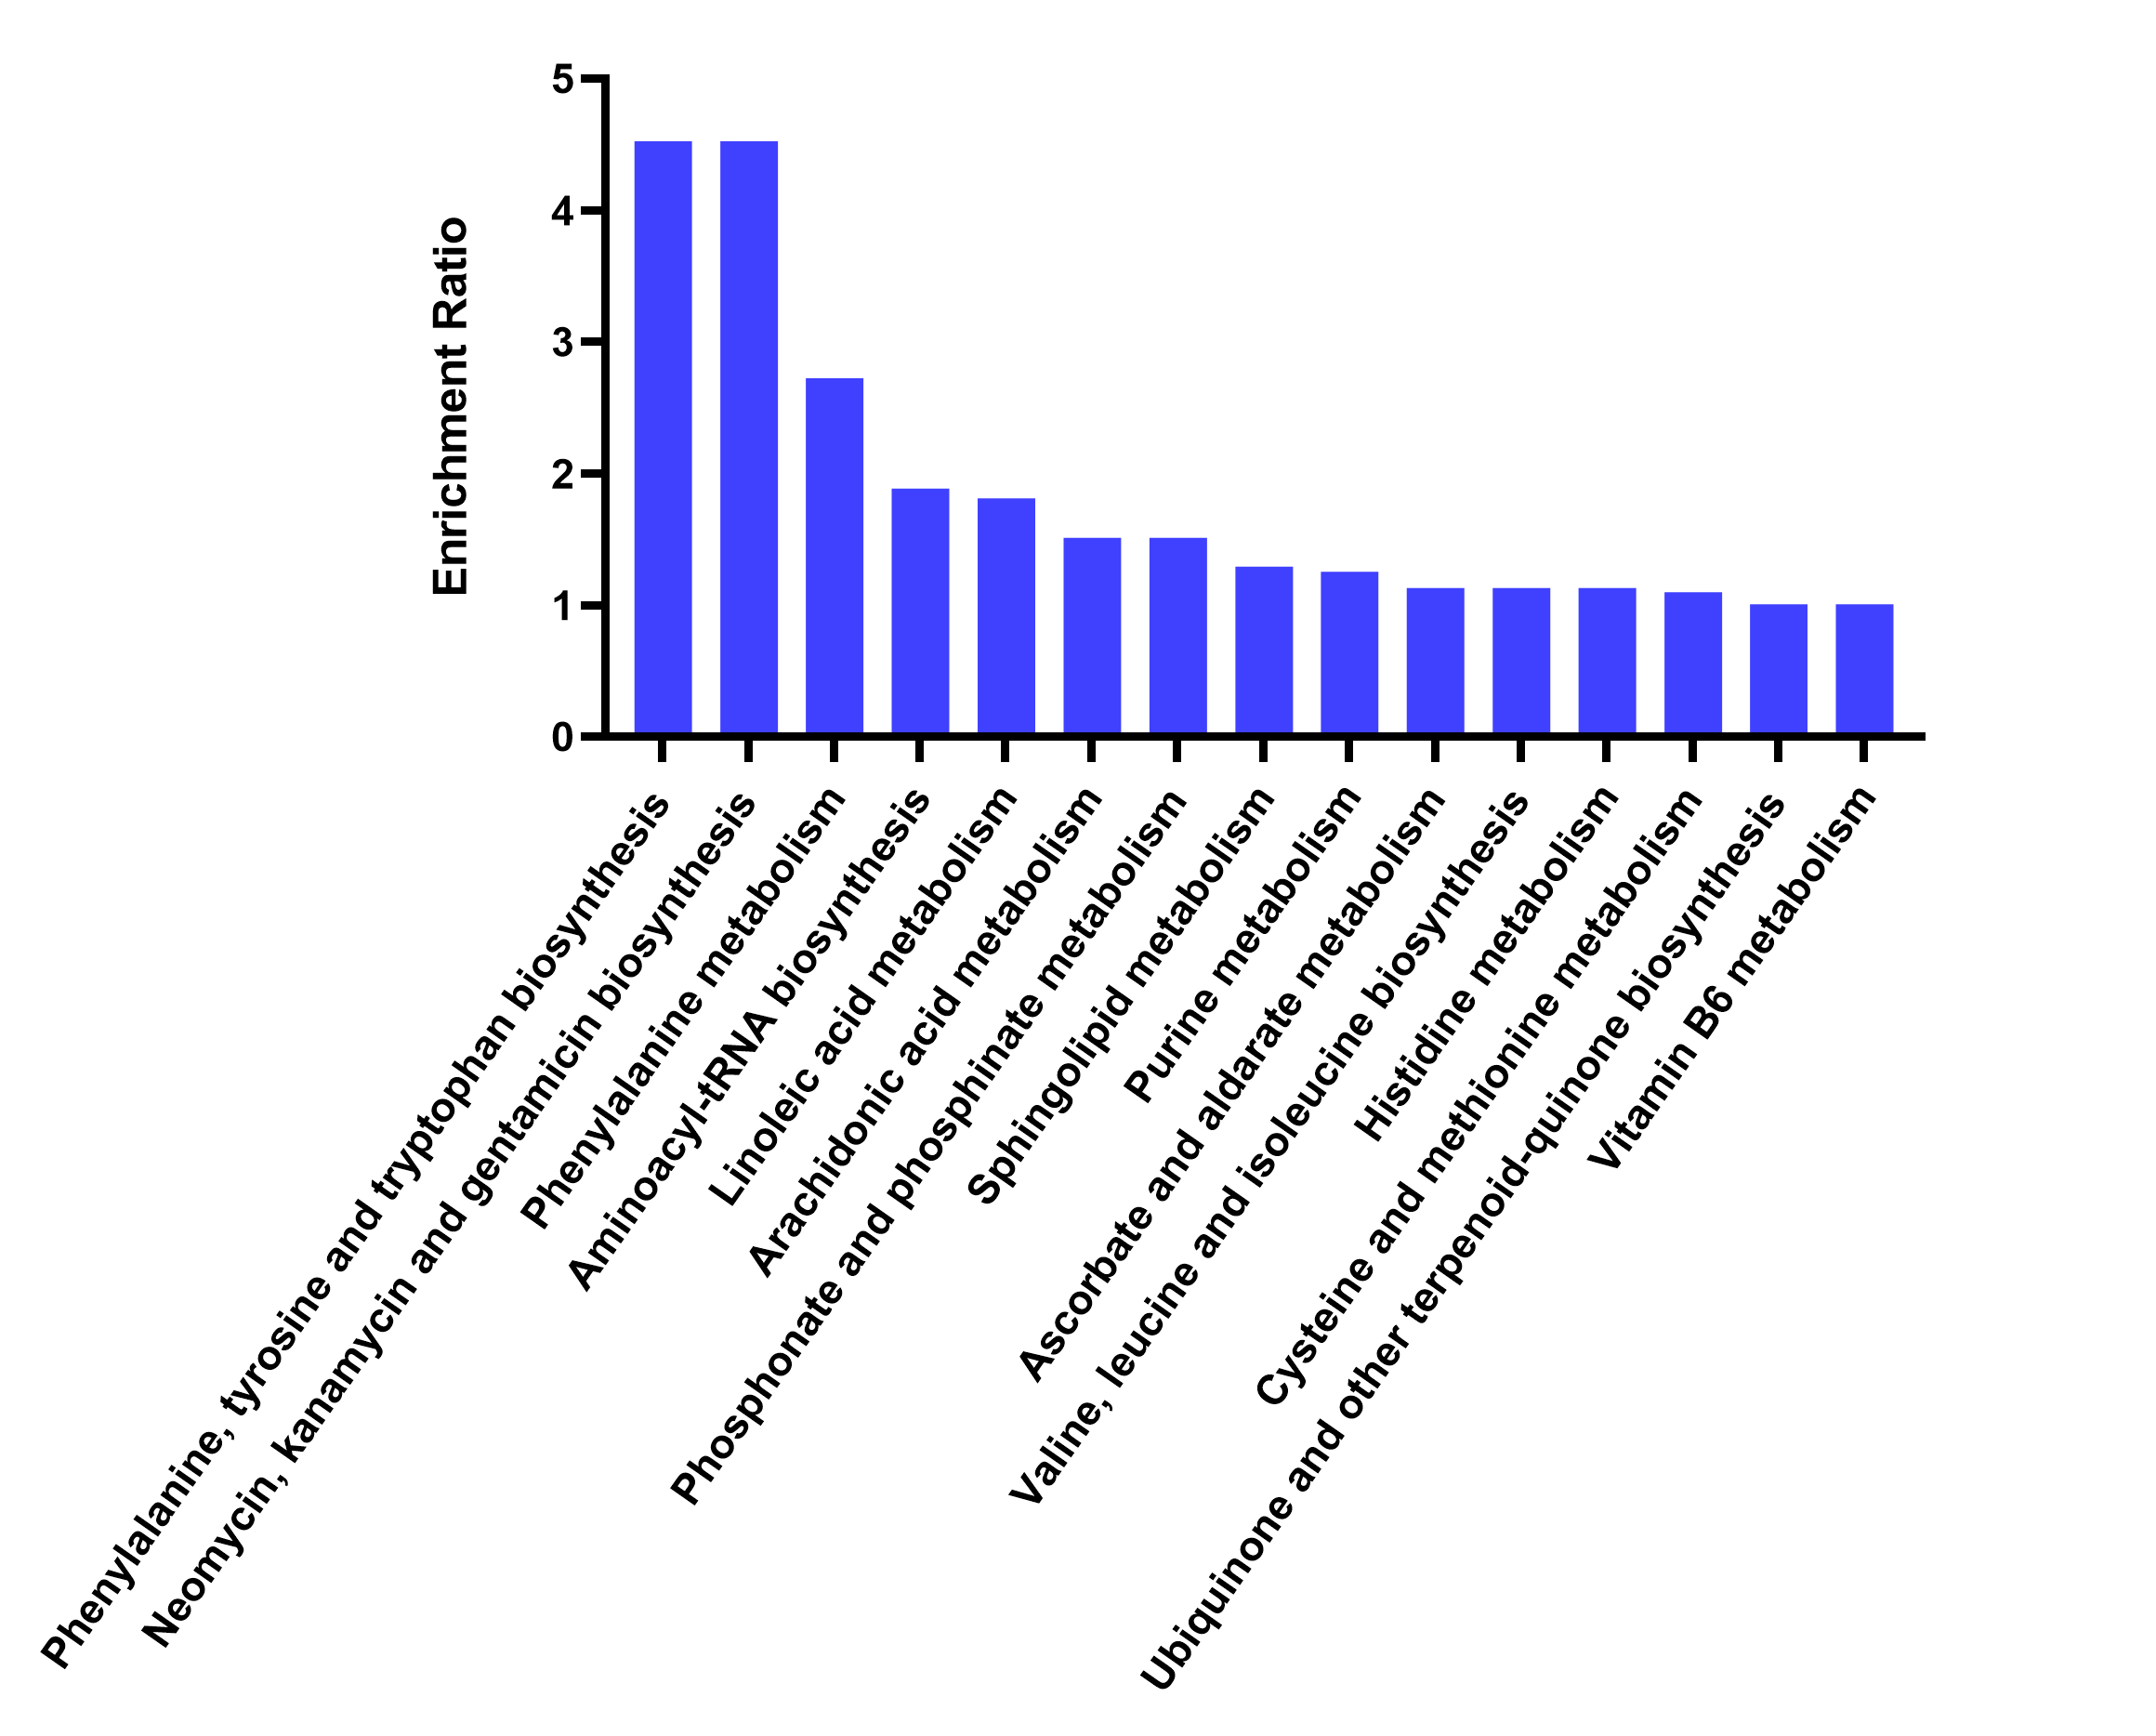 Enrichment Ratio
5
4
3
2
1
0
Phenylalanine, tyrosine and tryptophan biosynthesis
Neomycin, kanamycin and gentamicin biosynthesis
Phenylalanine metabolism
Aminoacyl-tRNA biosynthesis
Linoleic acid metabolism
Arachidonic acid metabolism
Phosphonate and phosphinate metabolism
Sphingolipid metabolism
Purine metabolism
Ascorbate and aldarate metabolism
Valine, leucine and isoleucine biosynthesis
Histidine metabolism
Cysteine and methionine metabolism
Ubiquinone and other terpenoid-quinone biosynthesis
Vitamin B6 metabolism